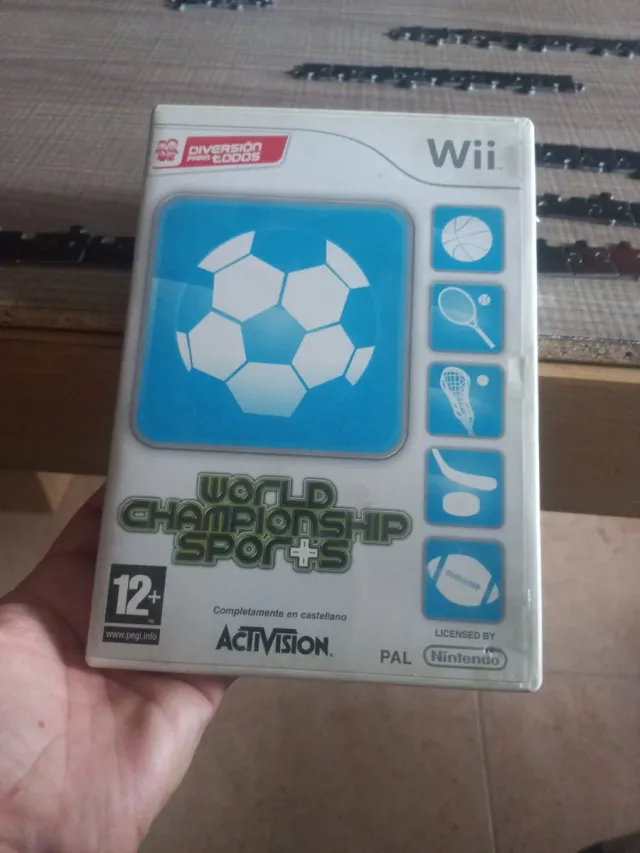 DIVERSIÓN
PARA TODOS
Wii
WORLD
CHAMPIONSHIP
SPORTS
12+
www.pegi.info
Completamente en castellano
ACTIVISION
PAL
LICENSED BY
Nintendo